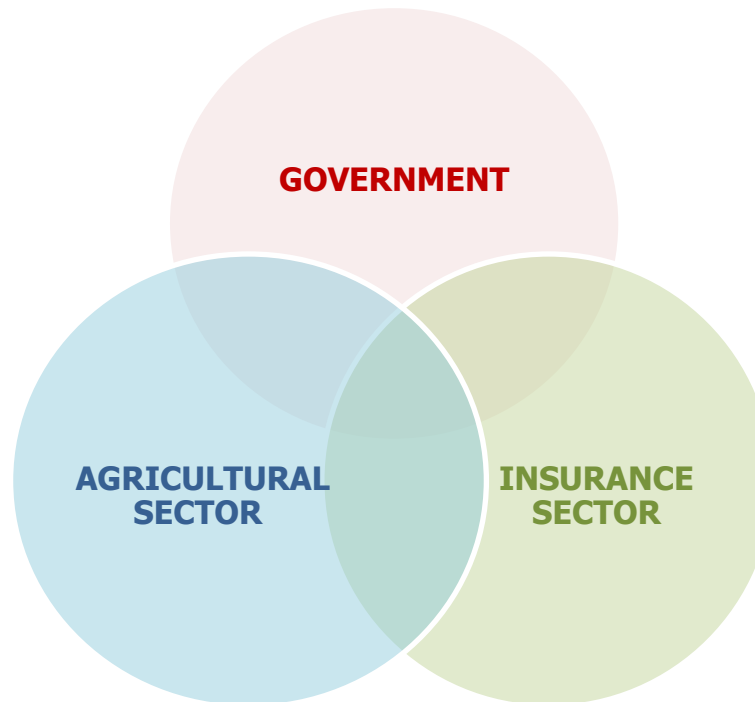 GOVERNMENT
AGRICULTURAL
SECTOR
INSURANCE
SECTOR